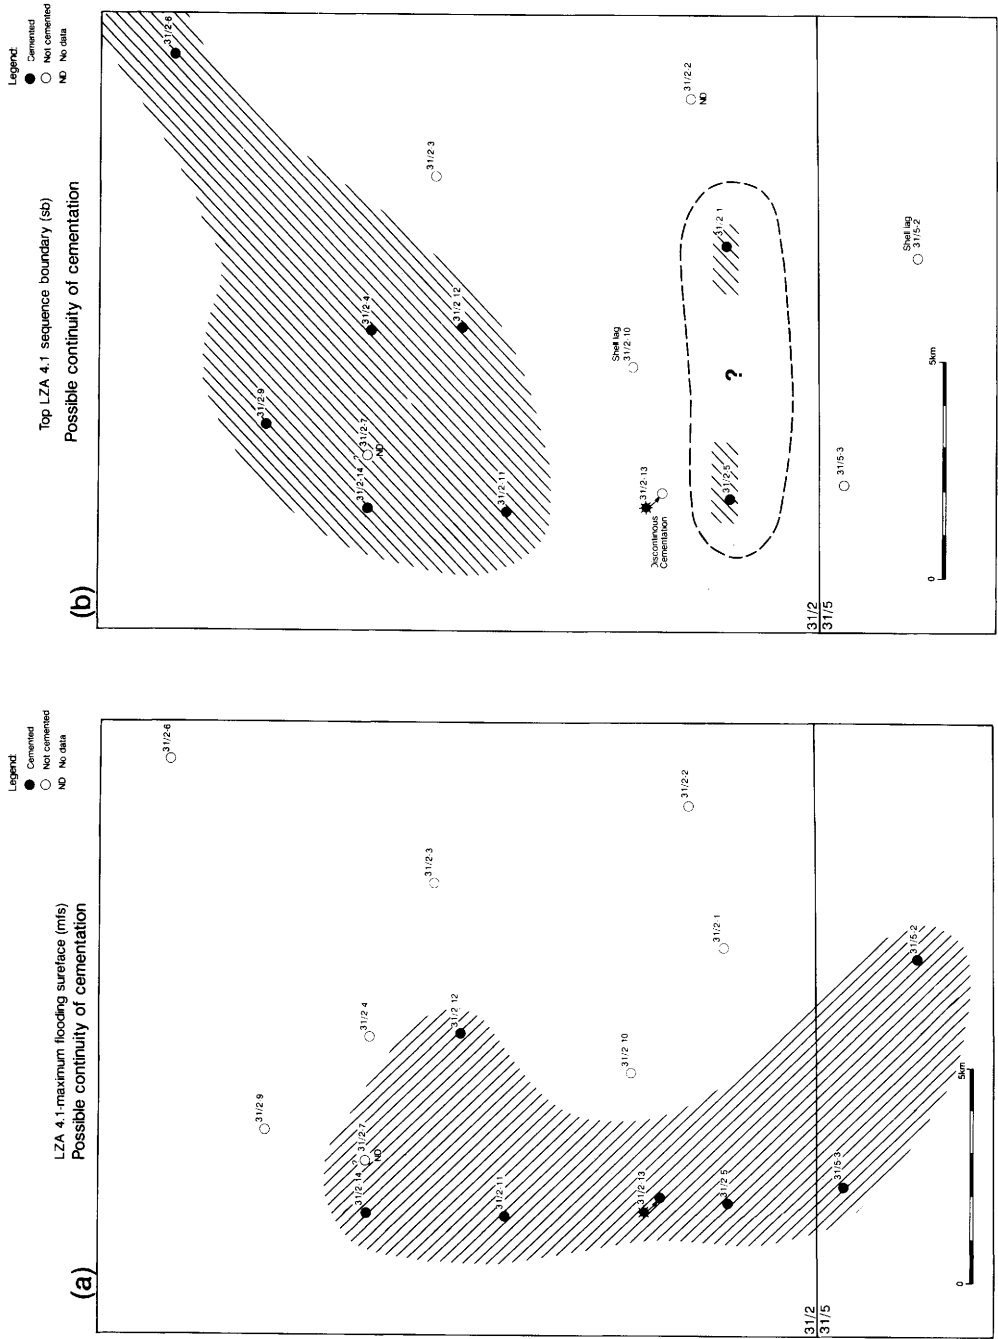 (a)
LZA 4.1-maximum flooding sureface (mfs)
Possible continuity of cementation
Legend:
Cemented
Not cemented
ND No data
31/2-6
31/2-9
31/2-4
31/2-14
?
31/2-7
ND
31/2-3
31/2-12
31/2-11
31/2-10
31/2-13
31/2-2
31/2-1
31/2-5
31/2
31/5
31/5-3
31/5-2
0
5km
(b)
Top LZA 4.1 sequence boundary (sb)
Possible continuity of cementation
Legend:
Cemented
Not cemented
ND No data
31/2-6
31/2-9
31/2-4
31/2-14
?
31/2-7
ND
31/2-3
31/2-12
31/2-11
Shell lag
31/2-10
31/2-13
Discontinous
Cementation
31/2-2
ND
31/2-1
?
31/2-5
31/2
31/5
31/5-3
Shell lag
31/5-2
0
5km